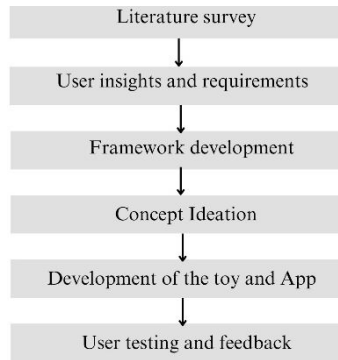 Literature survey
User insights and requirements
Framework development
Concept Ideation
Development of the toy and App
User testing and feedback